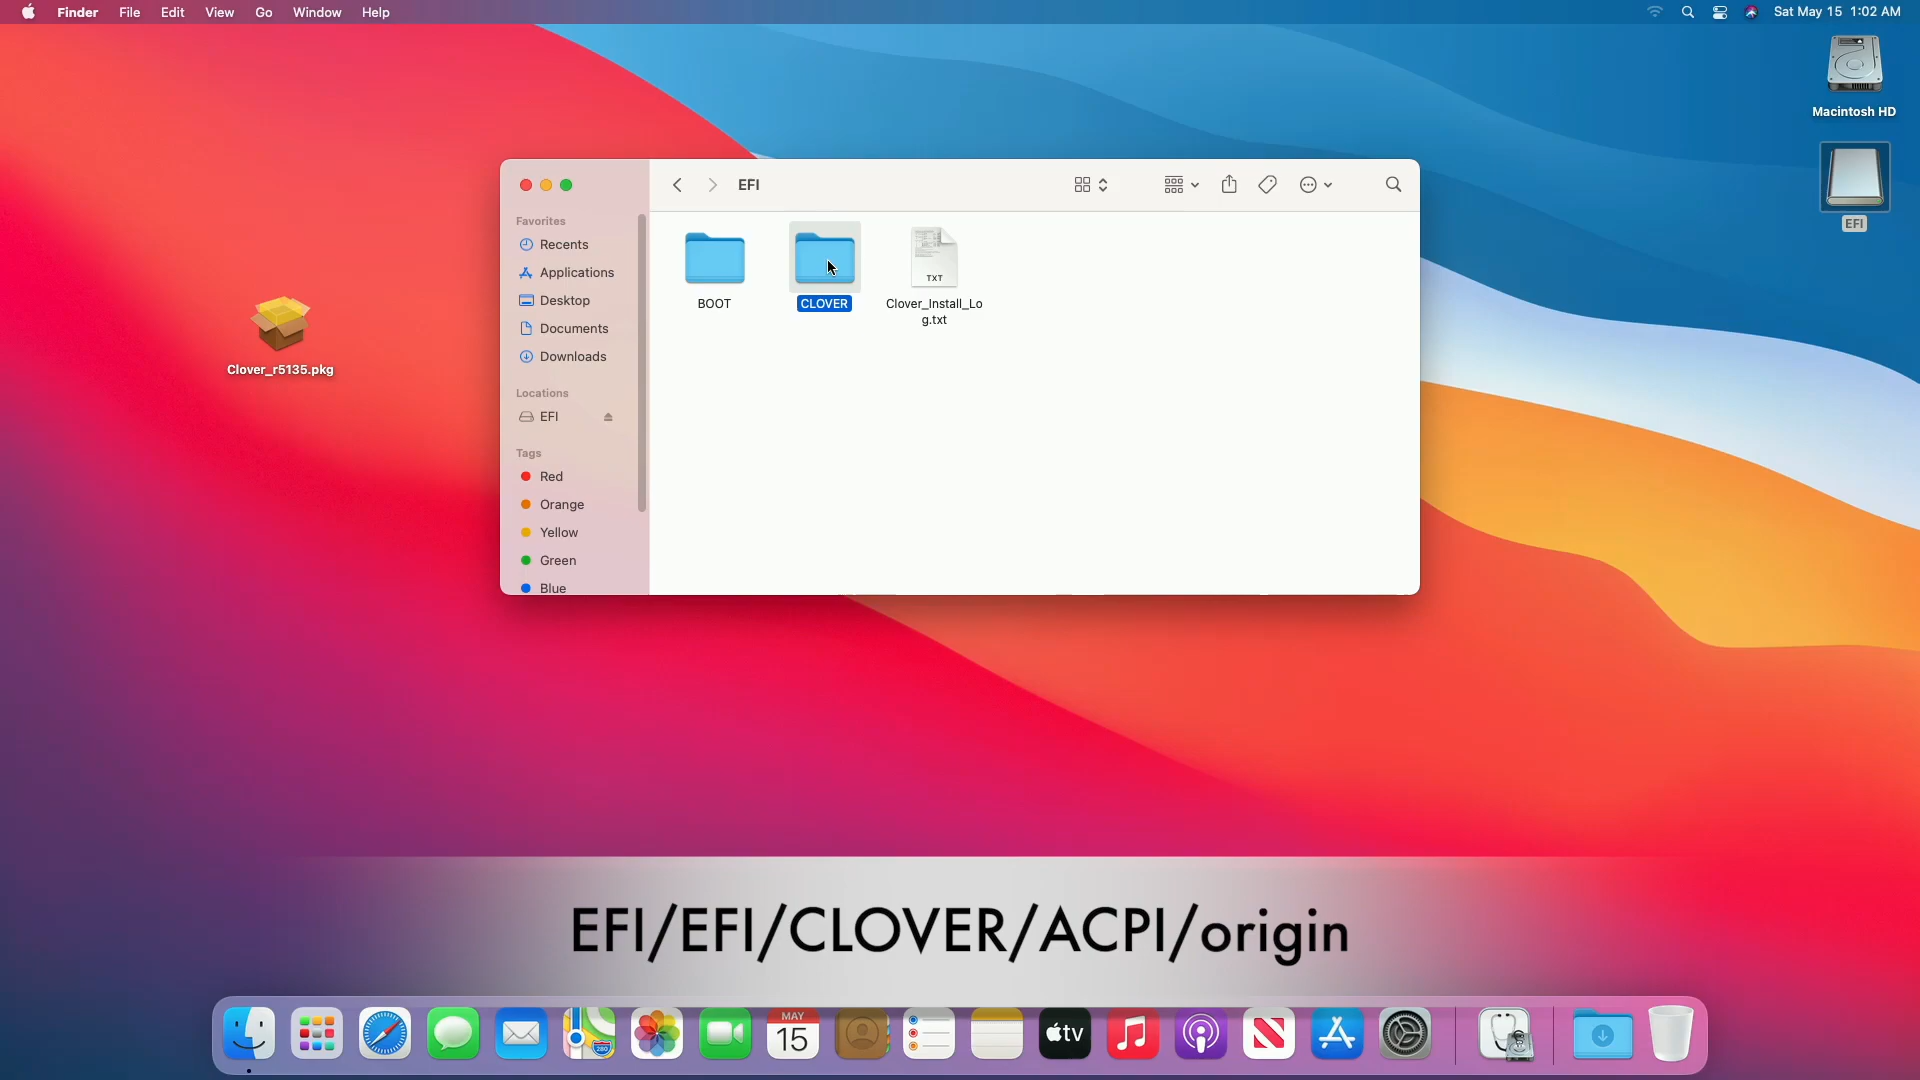 Finder File Edit View Go Window Help
Sat May 15 1:02 AM
Macintosh HD
EFI
EFI
Favorites
Recents
Applications
Desktop
Documents
Downloads
Locations
EFI
Tags
Red
Orange
Yellow
Green
Blue
BOOT
CLOVER
TXT
Clover_Install_Lo
g.txt
Clover_r5135.pkg
EFI/EFI/CLOVER/ACPI/origin
MAY
15
tv
280